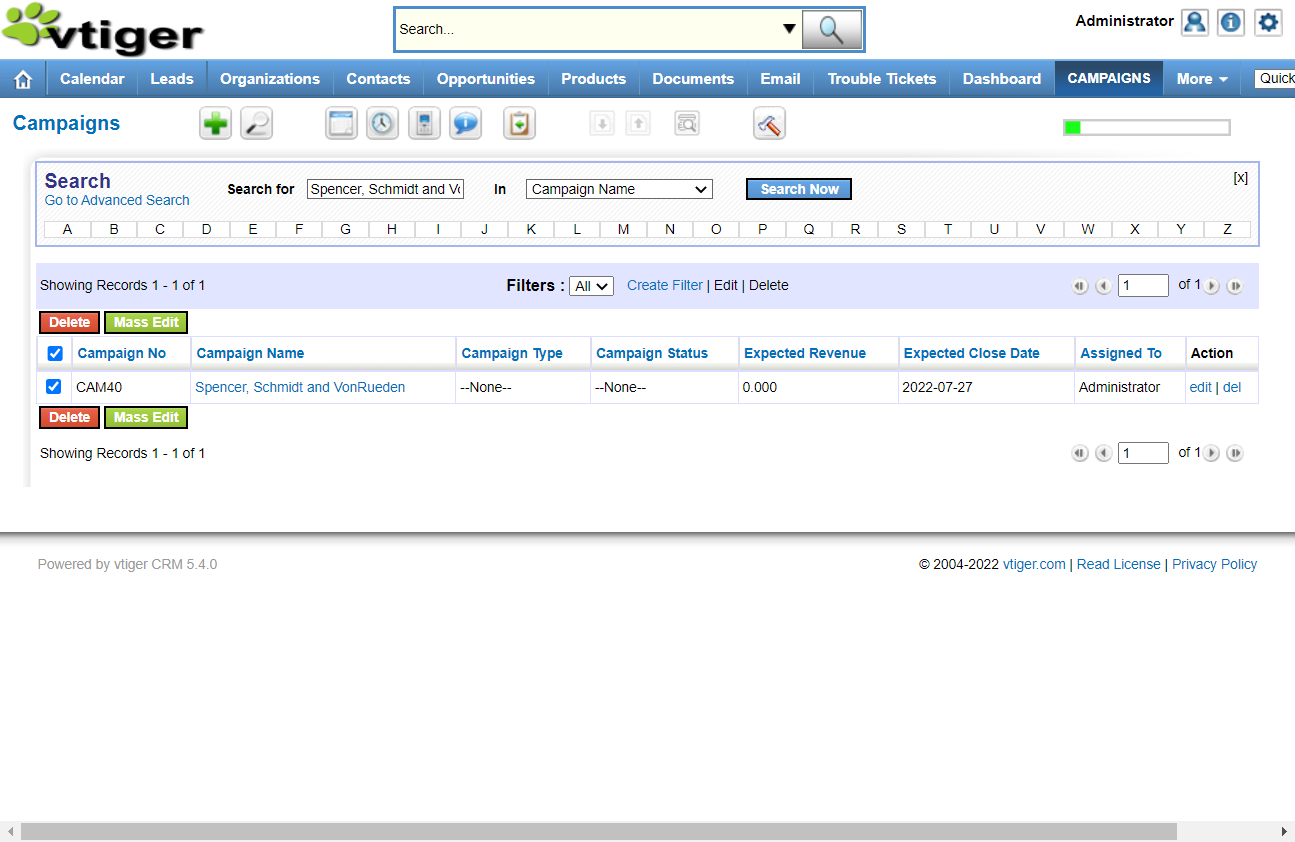 vtiger
Search...
Administrator
Calendar
Leads
Organizations
Contacts
Opportunities
Products
Documents
Email
Trouble Tickets
Dashboard
CAMPAIGNS
More
Quick
Campaigns
Search
Go to Advanced Search
Search for
Spencer, Schmidt and Vo
In
Campaign Name
Search Now
[x]
A B C D E F G H I J K L M N O P Q R S T U V W X Y Z
Showing Records 1 - 1 of 1
Filters : All
Create Filter | Edit | Delete
1 of 1
Delete
Mass Edit
Campaign No
Campaign Name
Campaign Type
Campaign Status
Expected Revenue
Expected Close Date
Assigned To
Action
CAM40
Spencer, Schmidt and VonRueden
--None--
--None--
0.000
2022-07-27
Administrator
edit | del
Delete
Mass Edit
Showing Records 1 - 1 of 1
1 of 1
Powered by vtiger CRM 5.4.0
© 2004-2022 vtiger.com | Read License | Privacy Policy